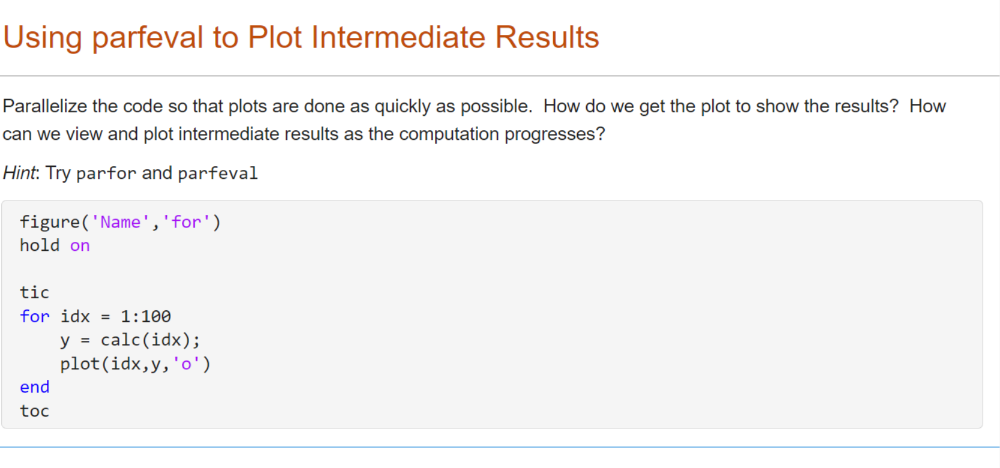 Using parfeval to Plot Intermediate Results
Parallelize the code so that plots are done as quickly as possible.  How do we get the plot to show the results?  How
can we view and plot intermediate results as the computation progresses?
Hint: Try parfor and parfeval
figure('Name','for')
hold on
tic
for idx = 1:100
    y = calc(idx);
    plot(idx,y,'o')
end
toc